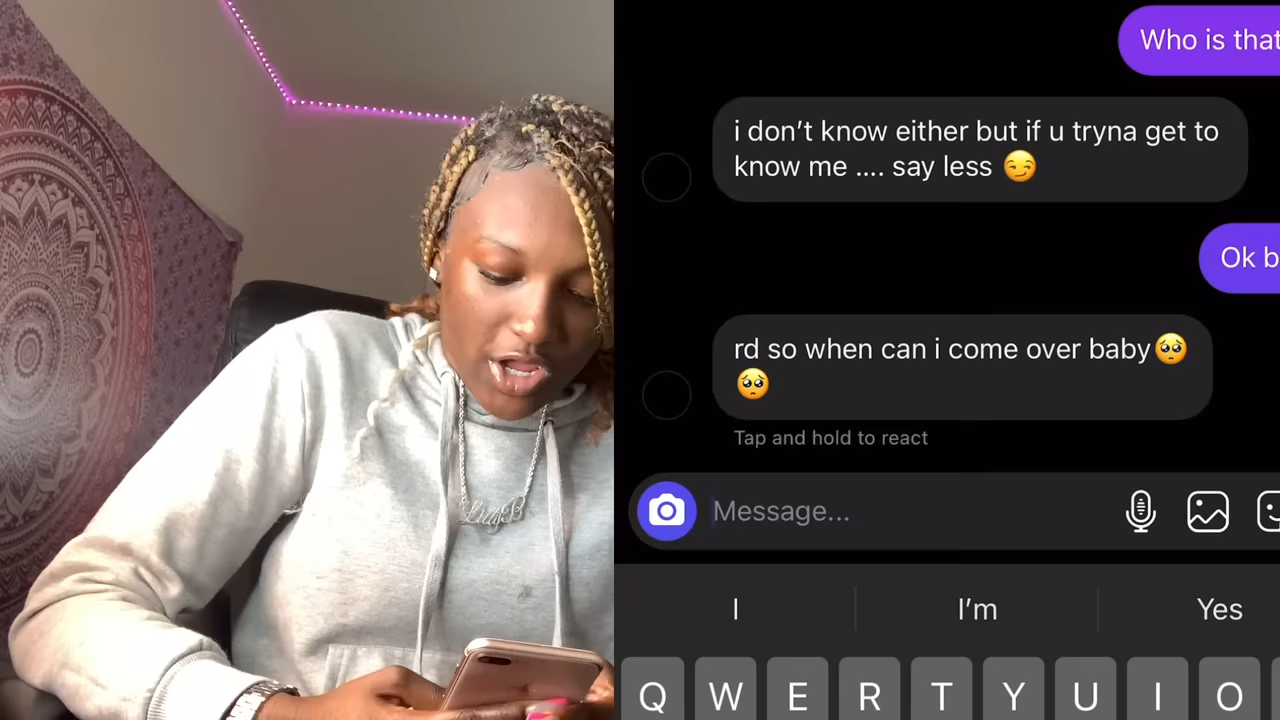 Who is that
i don’t know either but if u tryna get to
know me .... say less 😏
Ok b
rd so when can i come over baby🥺
🥺
Tap and hold to react
Message...
I I’m Yes
Q W E R T Y U I O